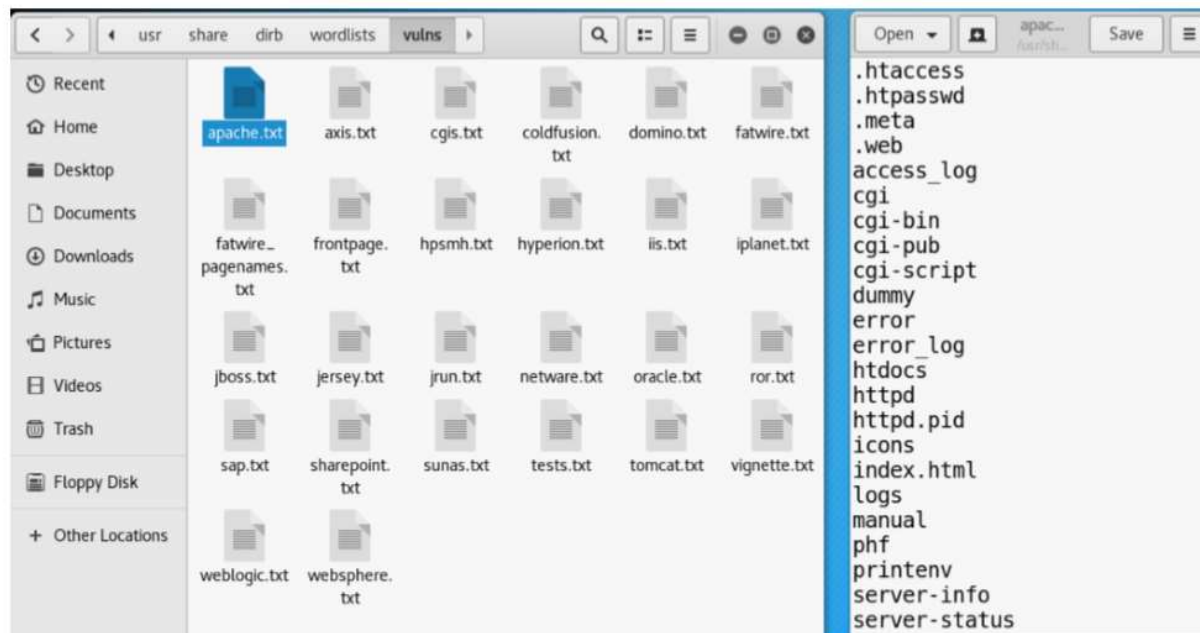 usr share dirb wordlists vulns
Recent
Home
Desktop
Documents
Downloads
Music
Pictures
Videos
Trash
Floppy Disk
+ Other Locations
apache.txt axis.txt cgis.txt coldfusion. domino.txt fatwire.txt
txt
fatwire_ frontpage. hpsmh.txt hyperion.txt iis.txt iplanet.txt
pagenames. txt
txt
jboss.txt jersey.txt jrun.txt netware.txt oracle.txt ror.txt
sap.txt sharepoint. sunas.txt tests.txt tomcat.txt vignette.txt
txt
weblogic.txt websphere.
txt
Open apac... Save
/usr/sh...
.htaccess
.htpasswd
.meta
.web
access_log
cgi
cgi-bin
cgi-pub
cgi-script
dummy
error
error_log
htdocs
httpd
httpd.pid
icons
index.html
logs
manual
phf
printenv
server-info
server-status